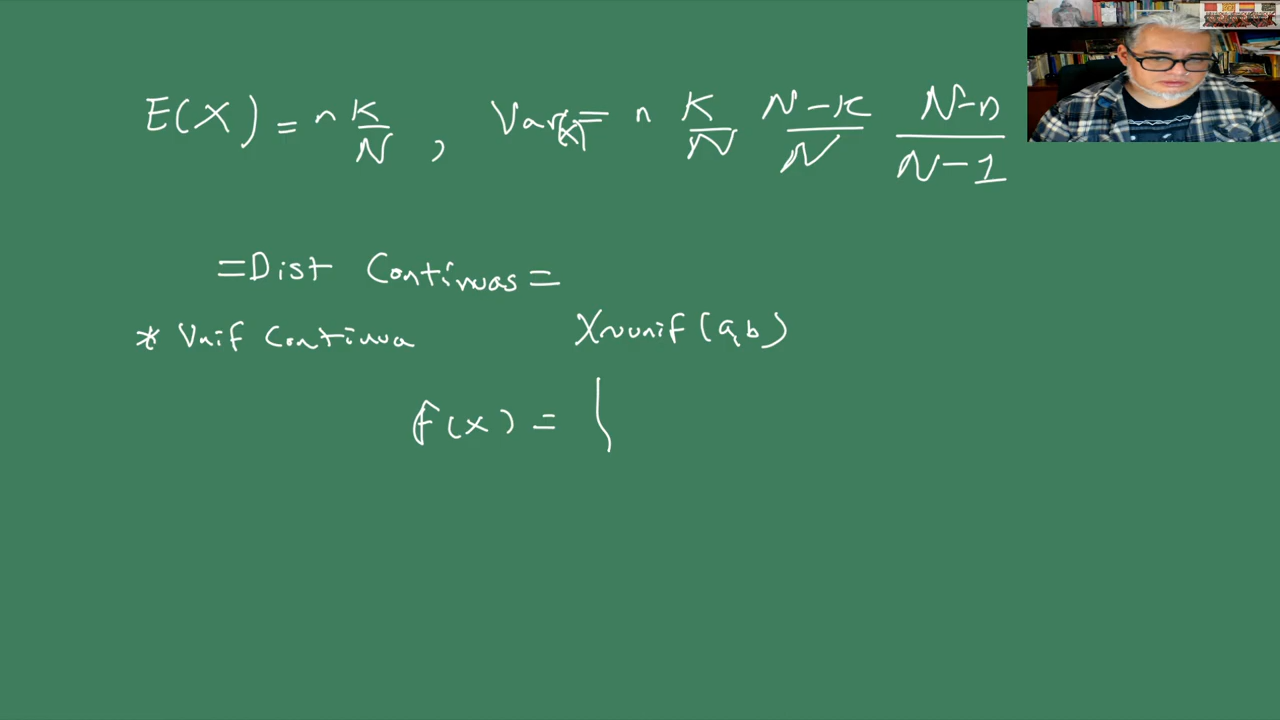 E(X) = n K/N , Var(X) = n K/N N-K/N N-n/N-1
=Dist Continuas=
* Unif Continua X~unif(a,b)
f(x) = {